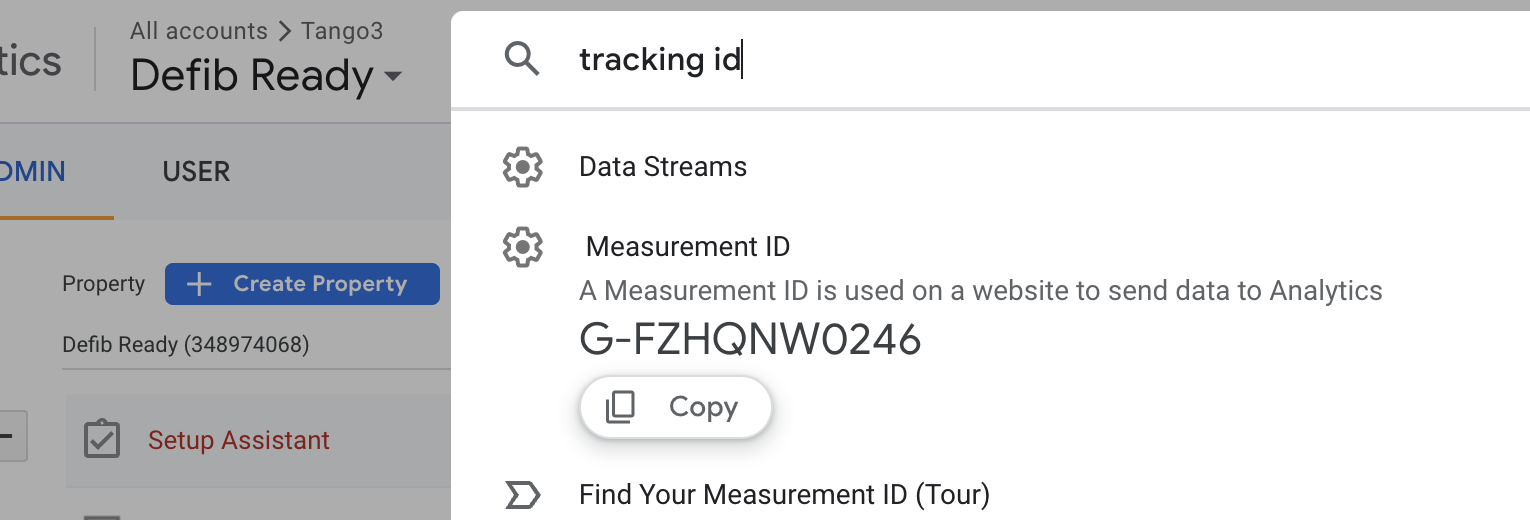 tics
All accounts > Tango3
Defib Ready
tracking id
DMIN
USER
Property
+ Create Property
Defib Ready (348974068)
Setup Assistant
Data Streams
Measurement ID
A Measurement ID is used on a website to send data to Analytics
G-FZHQNW0246
Copy
Find Your Measurement ID (Tour)